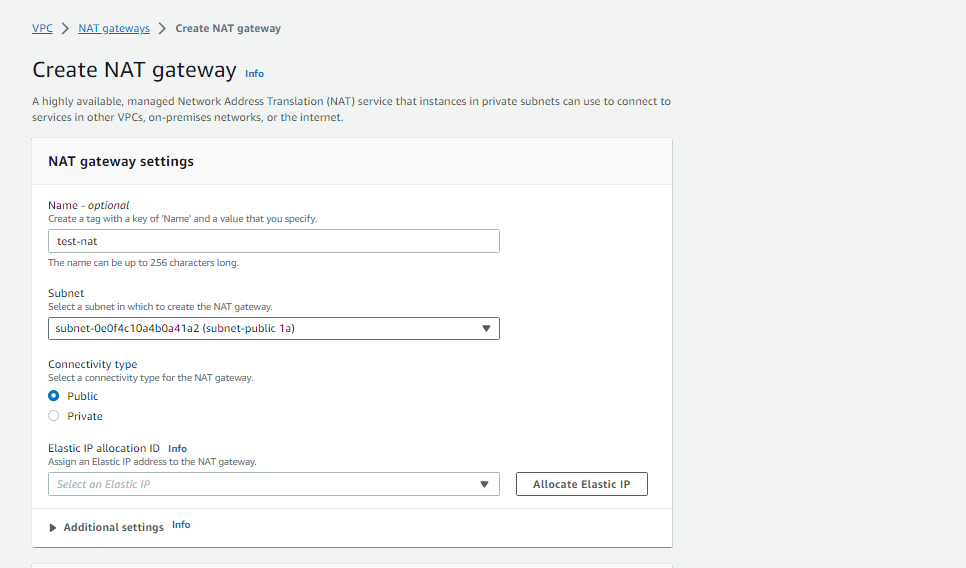 VPC > NAT gateways > Create NAT gateway
Create NAT gateway Info
A highly available, managed Network Address Translation (NAT) service that instances in private subnets can use to connect to
services in other VPCs, on-premises networks, or the internet.
NAT gateway settings
Name - optional
Create a tag with a key of 'Name' and a value that you specify.
test-nat
The name can be up to 256 characters long.
Subnet
Select a subnet in which to create the NAT gateway.
subnet-0e0f4c10a4b0a41a2 (subnet-public 1a)
Connectivity type
Select a connectivity type for the NAT gateway.
Public
Private
Elastic IP allocation ID Info
Assign an Elastic IP address to the NAT gateway.
Select an Elastic IP
Allocate Elastic IP
Additional settings Info